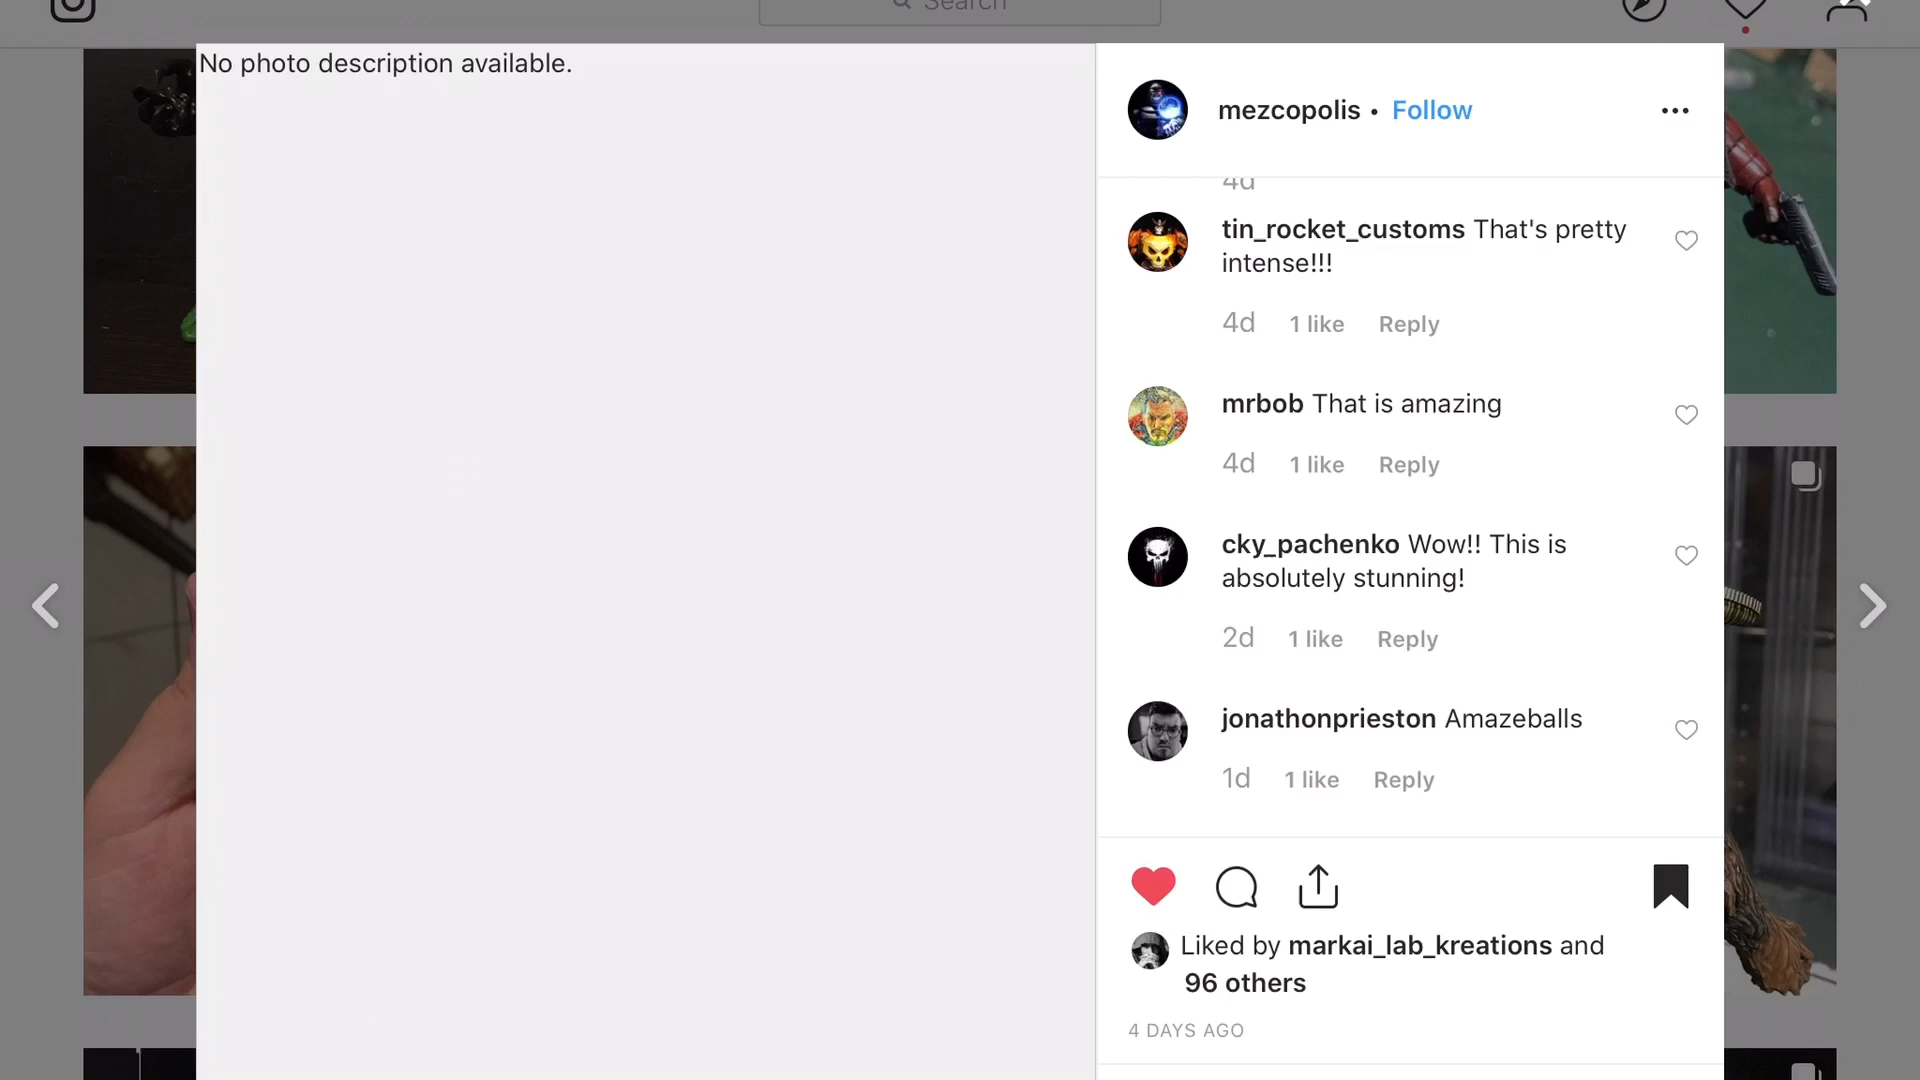 Search
No photo description available.
mezcopolis • Follow
4d
tin_rocket_customs That's pretty
intense!!!
4d 1 like Reply
mrbob That is amazing
4d 1 like Reply
cky_pachenko Wow!! This is
absolutely stunning!
2d 1 like Reply
jonathonprieston Amazeballs
1d 1 like Reply
Liked by markai_lab_kreations and
96 others
4 DAYS AGO